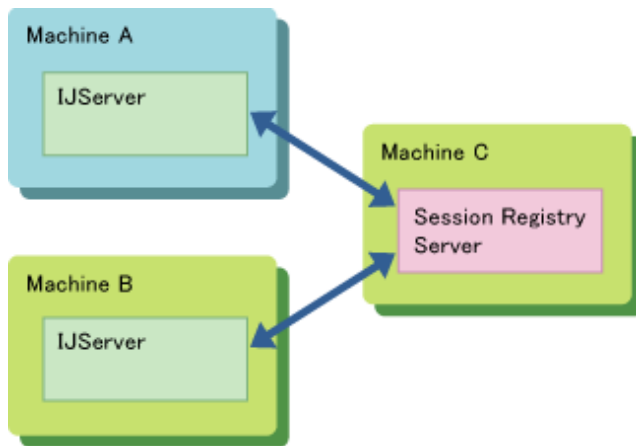 Machine A
IJServer
Machine C
Session Registry
Server
Machine B
IJServer